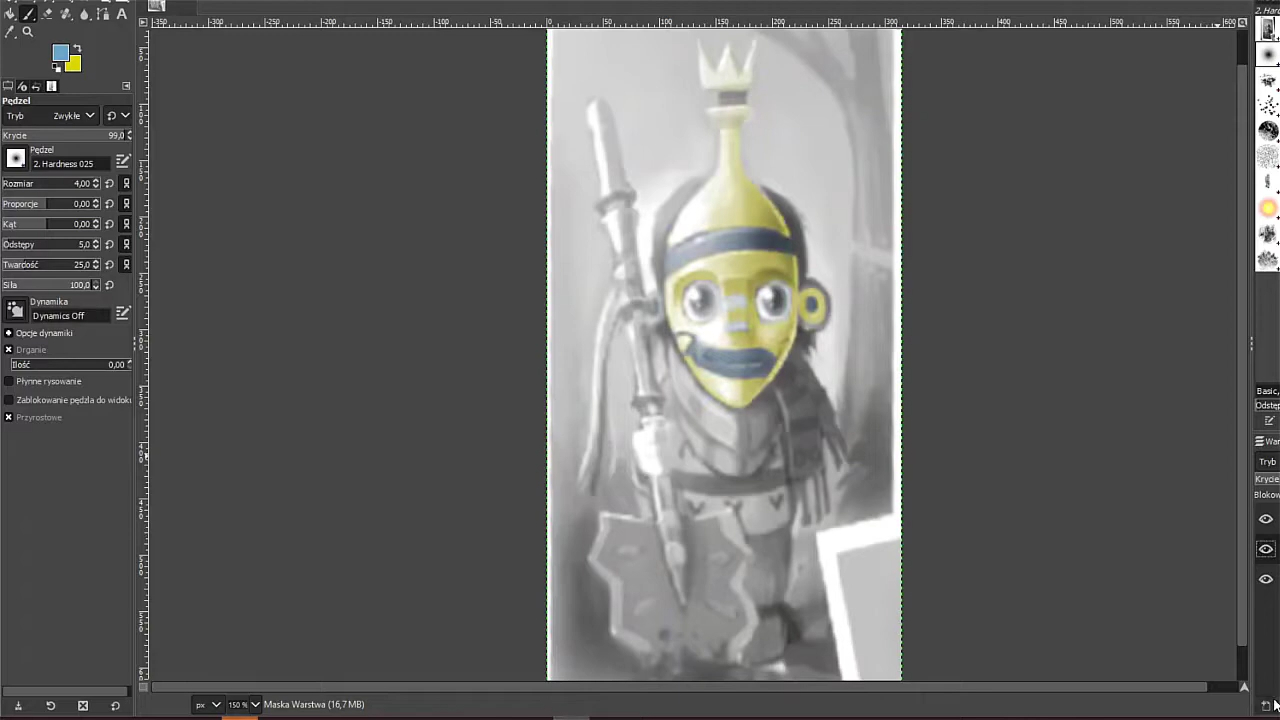 Pędzel
Tryb Zwykłe
Krycie 99,0
Pędzel
2. Hardness 025
Rozmiar 4,00
Proporcje 0,00
Kąt 0,00
Odstępy 5,0
Twardość 25,0
Siła 100,0
Dynamika
Dynamics Off
Opcje dynamiki
Drganie
Ilość 0,00
Płynne rysowanie
Zablokowanie pędzla do widoku
Przyrostowe
-350 -300 -250 -200 -150 -100 -50 0 50 100 150 200 250 300 350 400 450 500 550 600
px 150 % Maska Warstwa (16,7 MB)
2. Hard
Basic,
Odstęp
War
Tryb
Krycie
Blokow